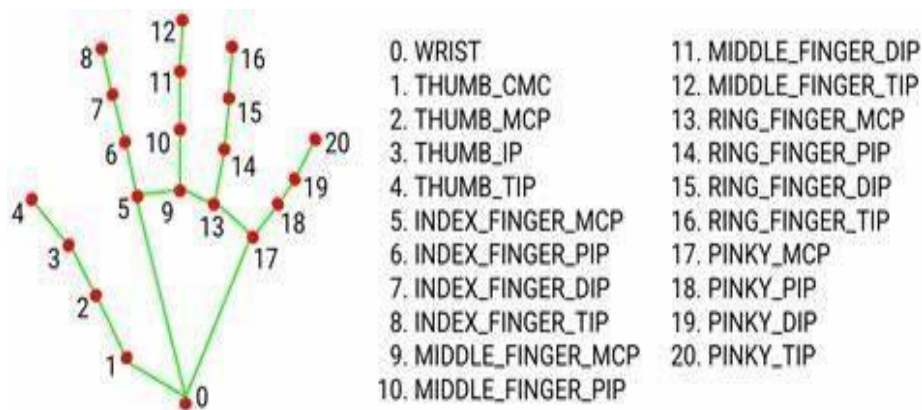 0. WRIST
1. THUMB_CMC
2. THUMB_MCP
3. THUMB_IP
4. THUMB_TIP
5. INDEX_FINGER_MCP
6. INDEX_FINGER_PIP
7. INDEX_FINGER_DIP
8. INDEX_FINGER_TIP
9. MIDDLE_FINGER_MCP
10. MIDDLE_FINGER_PIP
11. MIDDLE_FINGER_DIP
12. MIDDLE_FINGER_TIP
13. RING_FINGER_MCP
14. RING_FINGER_PIP
15. RING_FINGER_DIP
16. RING_FINGER_TIP
17. PINKY_MCP
18. PINKY_PIP
19. PINKY_DIP
20. PINKY_TIP
12
8
16
11
7
15
10
6
14
20
19
4
5
9
13
18
17
3
2
1
0